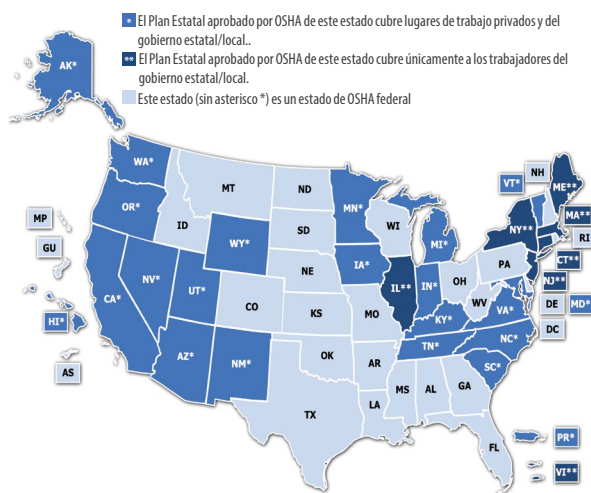 * El Plan Estatal aprobado por OSHA de este estado cubre lugares de trabajo privados y del
gobierno estatal/local..
** El Plan Estatal aprobado por OSHA de este estado cubre únicamente a los trabajadores del
gobierno estatal/local.
Este estado (sin asterisco *) es un estado de OSHA federal
AK*
WA*
MT
ND
MN*
VT*
NH
ME**
OR*
ID
SD
WI
MI*
NY**
MA**
RI
MP
WY*
IA*
CT**
GU
NE
PA
NJ**
NV*
UT*
IL**
IN*
OH
CA*
CO
KS
MO
WV
VA*
DE
MD*
HI*
KY*
DC
AZ*
NM*
OK
AR
TN*
NC*
AS
SC*
TX
LA
MS
AL
GA
FL
PR*
VI**